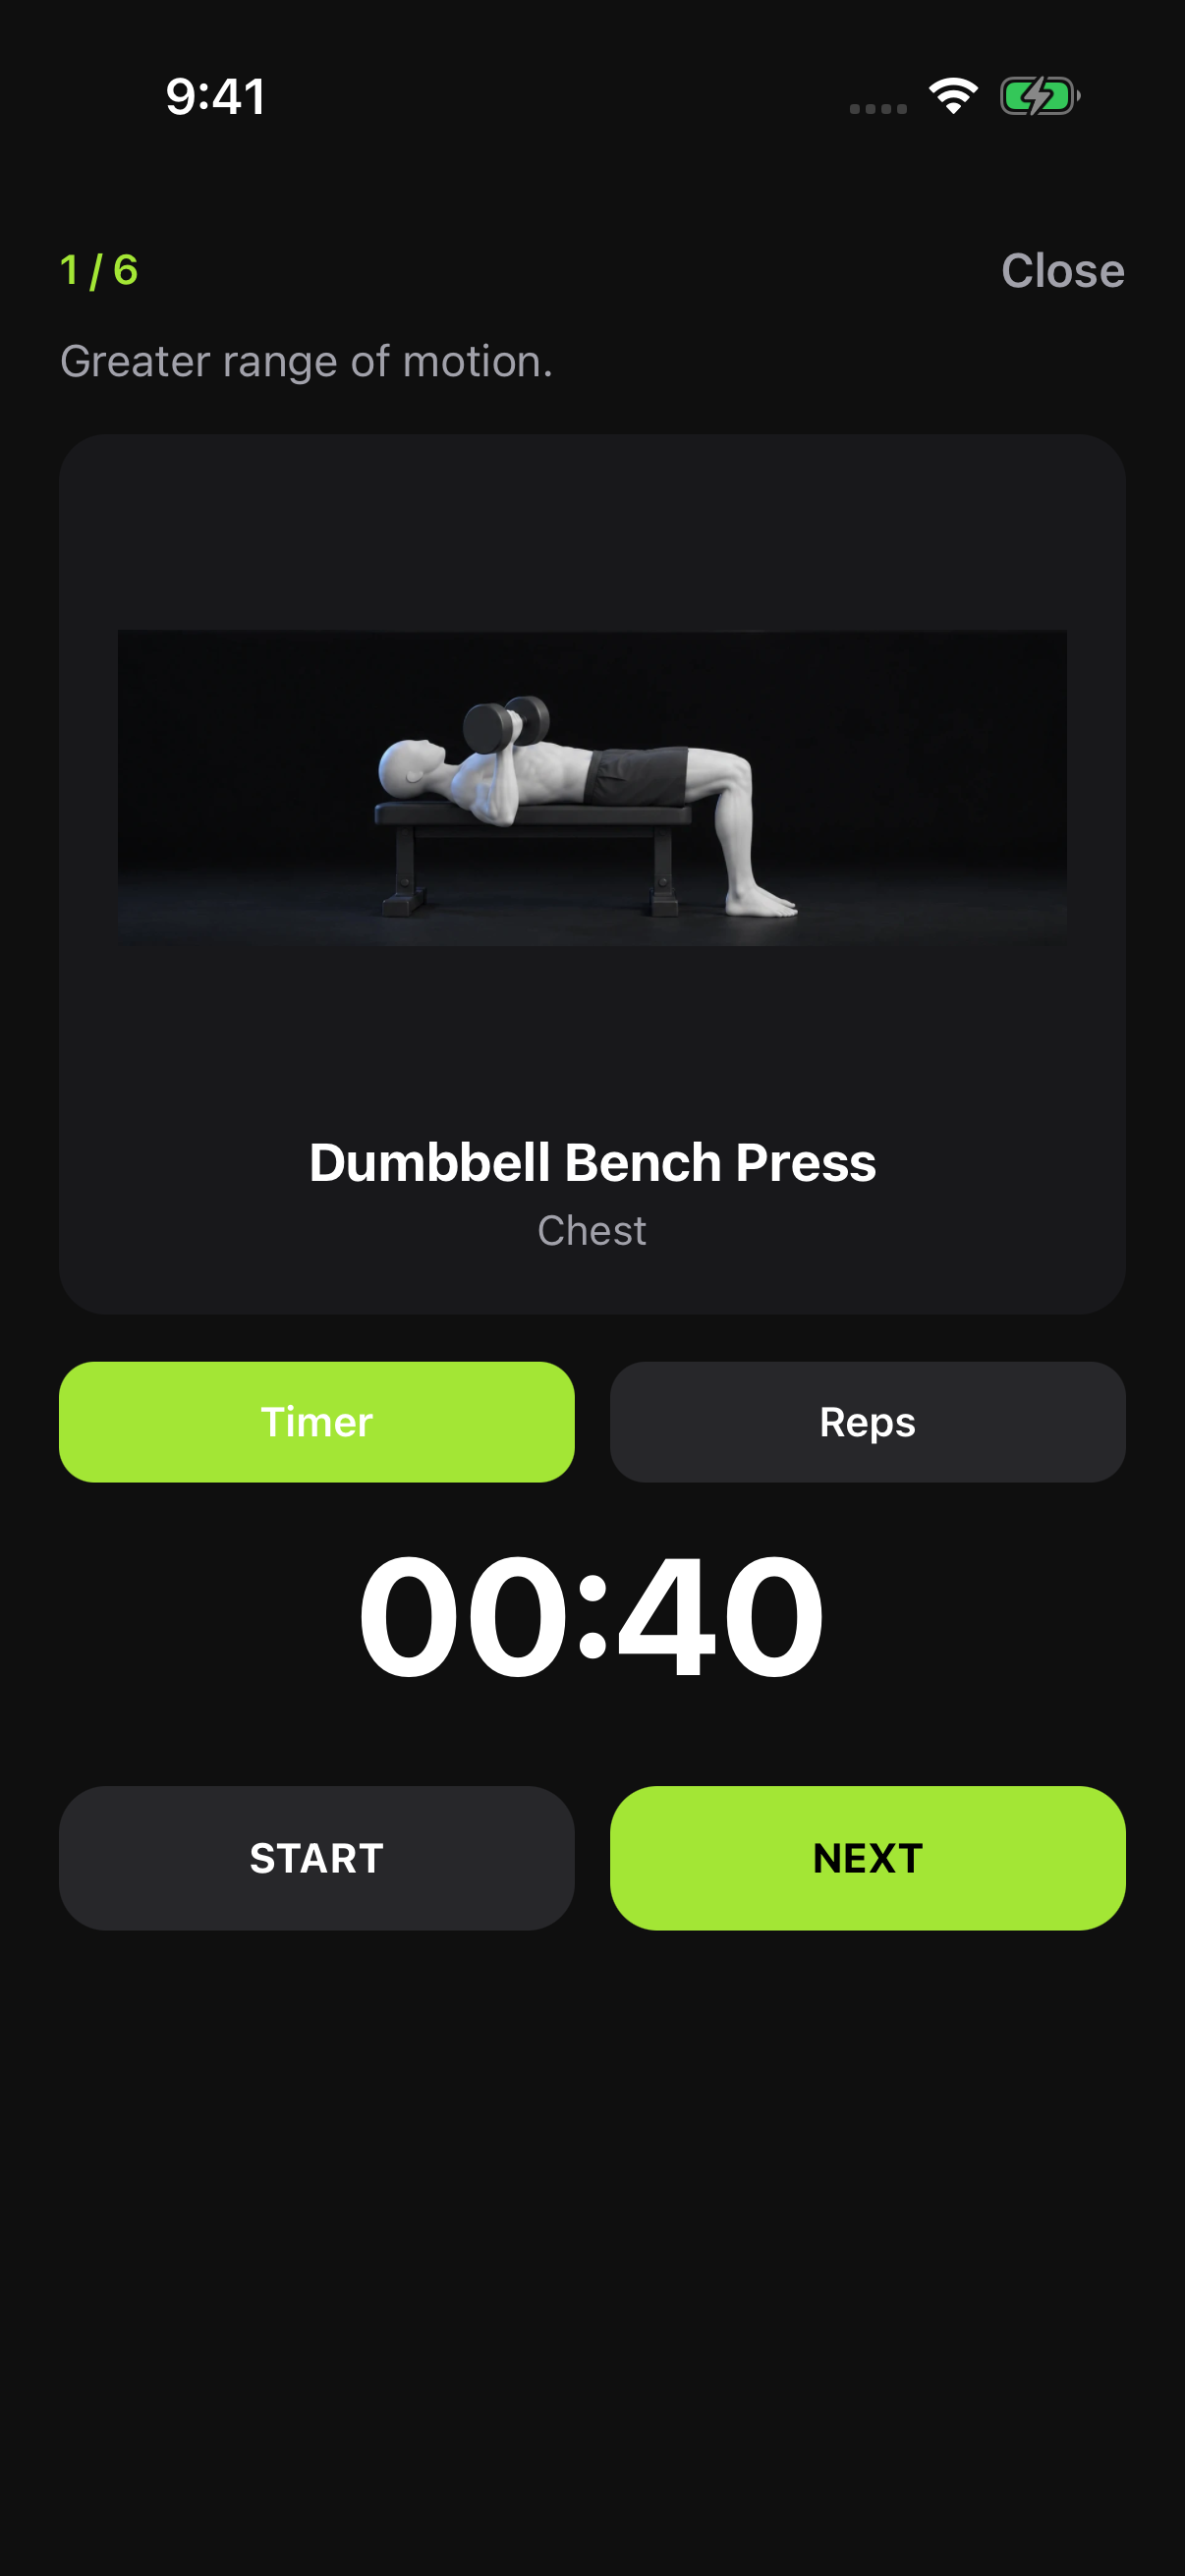 9:41
1 / 6
Close
Greater range of motion.
Dumbbell Bench Press
Chest
Timer
Reps
00:40
START
NEXT